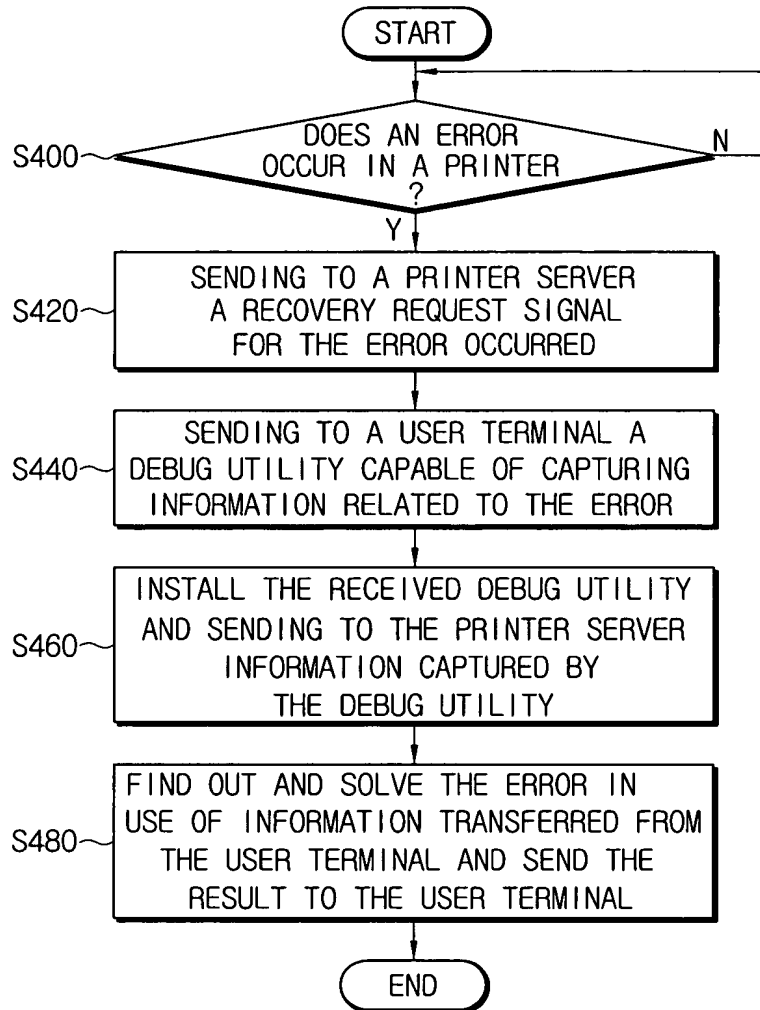 START
DOES AN ERROR
S400
OCCUR IN A PRINTER
N
?
Y
SENDING TO A PRINTER SERVER
S420
A RECOVERY REQUEST SIGNAL
FOR THE ERROR OCCURRED
SENDING TO A USER TERMINAL A
S440
DEBUG UTILITY CAPABLE OF CAPTURING
INFORMATION RELATED TO THE ERROR
INSTALL THE RECEIVED DEBUG UTILITY
AND SENDING TO THE PRINTER SERVER
S460
INFORMATION CAPTURED BY
THE DEBUG UTILITY
FIND OUT AND SOLVE THE ERROR IN
USE OF INFORMATION TRANSFERRED FROM
S480
THE USER TERMINAL AND SEND THE
RESULT TO THE USER TERMINAL
END